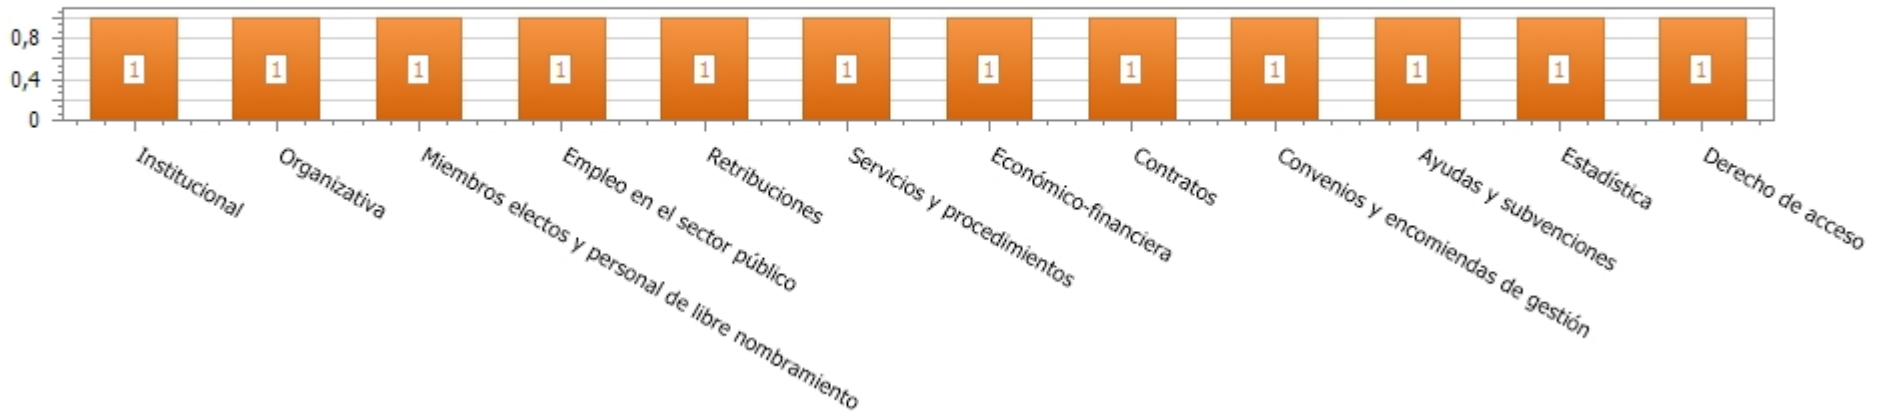 0,8
0,4
0
1
1
1
1
1
1
1
1
1
1
1
1
Institucional
Organizativa
Miembros electos y personal de libre nombramiento
Empleo en el sector público
Retribuciones
Servicios y procedimientos
Económico-financiera
Contratos
Convenios y encomiendas de gestión
Ayudas y subvenciones
Estadística
Derecho de acceso